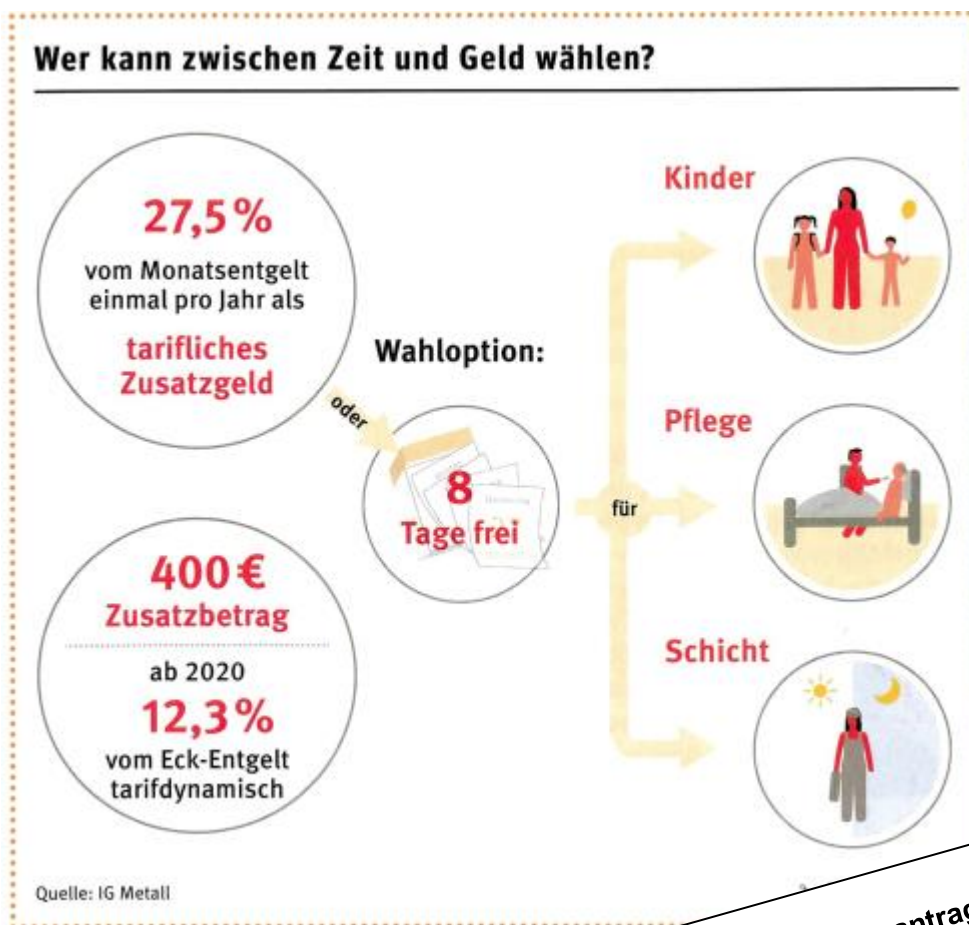 Wer kann zwischen Zeit und Geld wählen?
27,5 %
vom Monatsentgelt
einmal pro Jahr als
tarifliches
Zusatzgeld
oder
Wahloption:
8
Tage frei
für
Kinder
Pflege
Schicht
400 €
Zusatzbetrag
ab 2020
12,3 %
vom Eck-Entgelt
tarifdynamisch
Quelle: IG Metall